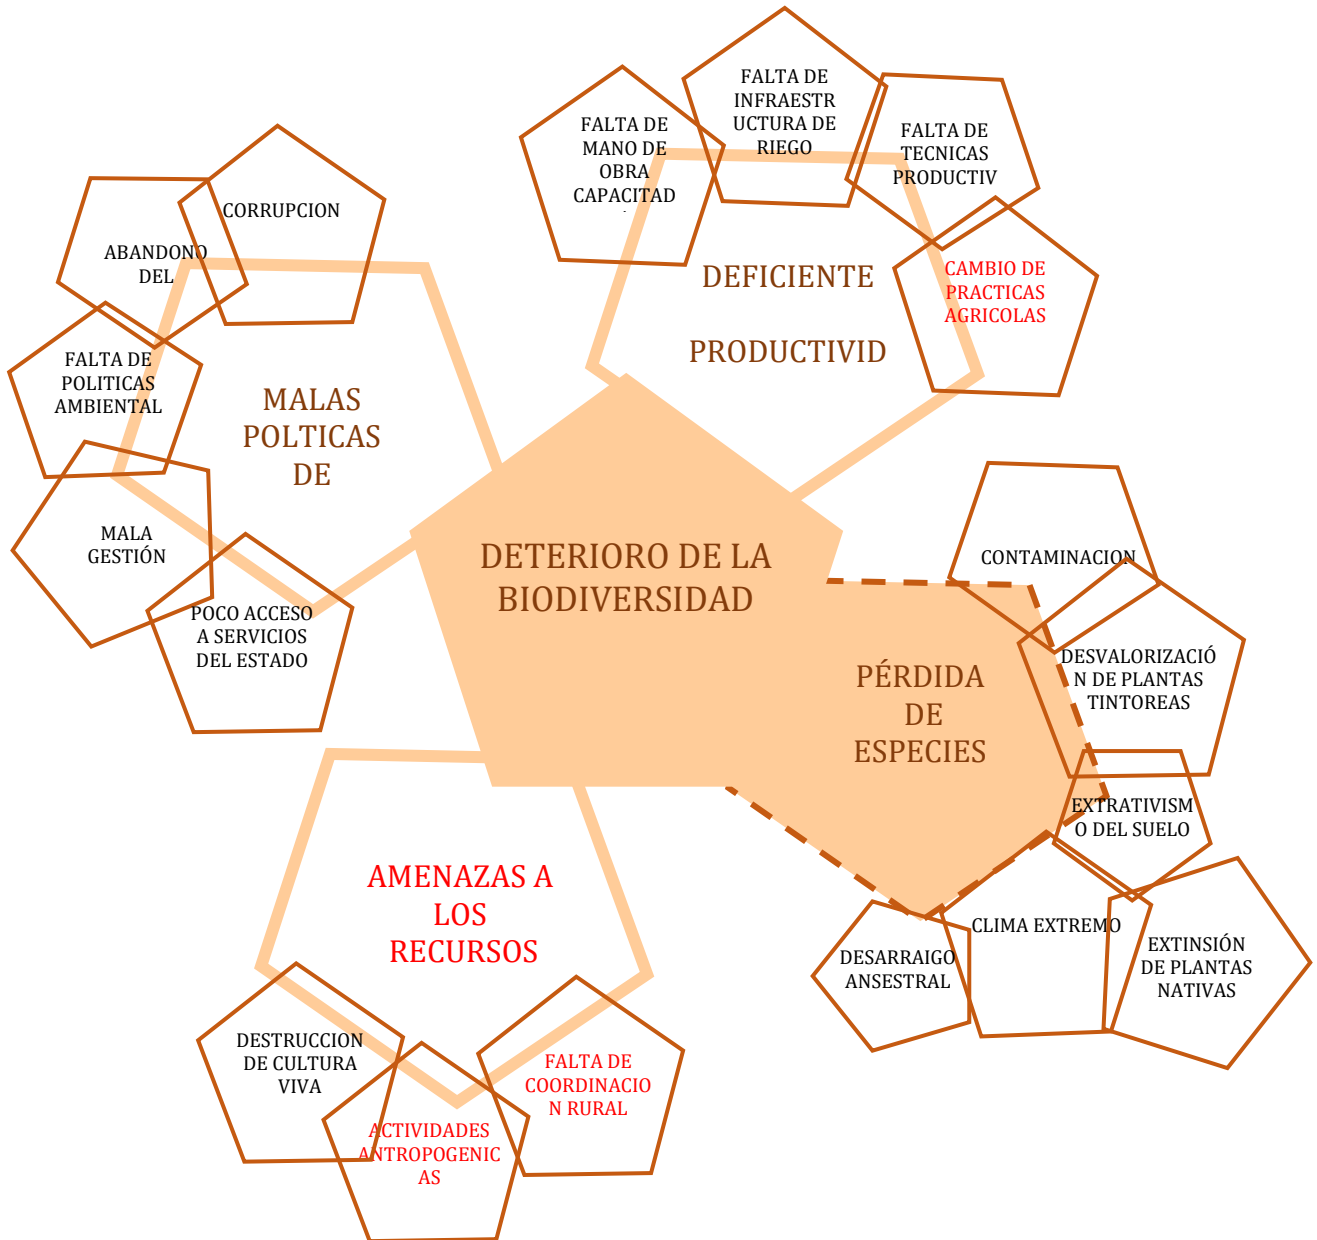 FALTA DE
INFRAESTR
UCTURA DE
RIEGO
FALTA DE
MANO DE
OBRA
CAPACITAD
FALTA DE
TECNICAS
PRODUCTIV
CAMBIO DE
PRACTICAS
AGRICOLAS
DEFICIENTE
PRODUCTIVID
CORRUPCION
ABANDONO
DEL
FALTA DE
POLITICAS
AMBIENTAL
MALA
GESTIÓN
POCO ACCESO
A SERVICIOS
DEL ESTADO
MALAS
POLTICAS
DE
DETERIORO DE LA
BIODIVERSIDAD
CONTAMINACION
DESVALORIZACIÓ
N DE PLANTAS
TINTOREAS
EXTRATIVISM
O DEL SUELO
PÉRDIDA
DE
ESPECIES
CLIMA EXTREMO
EXTINSIÓN
DE PLANTAS
NATIVAS
DESARRAIGO
ANSESTRAL
AMENAZAS A
LOS
RECURSOS
DESTRUCCION
DE CULTURA
VIVA
ACTIVIDADES
ANTROPOGENIC
AS
FALTA DE
COORDINACIO
N RURAL